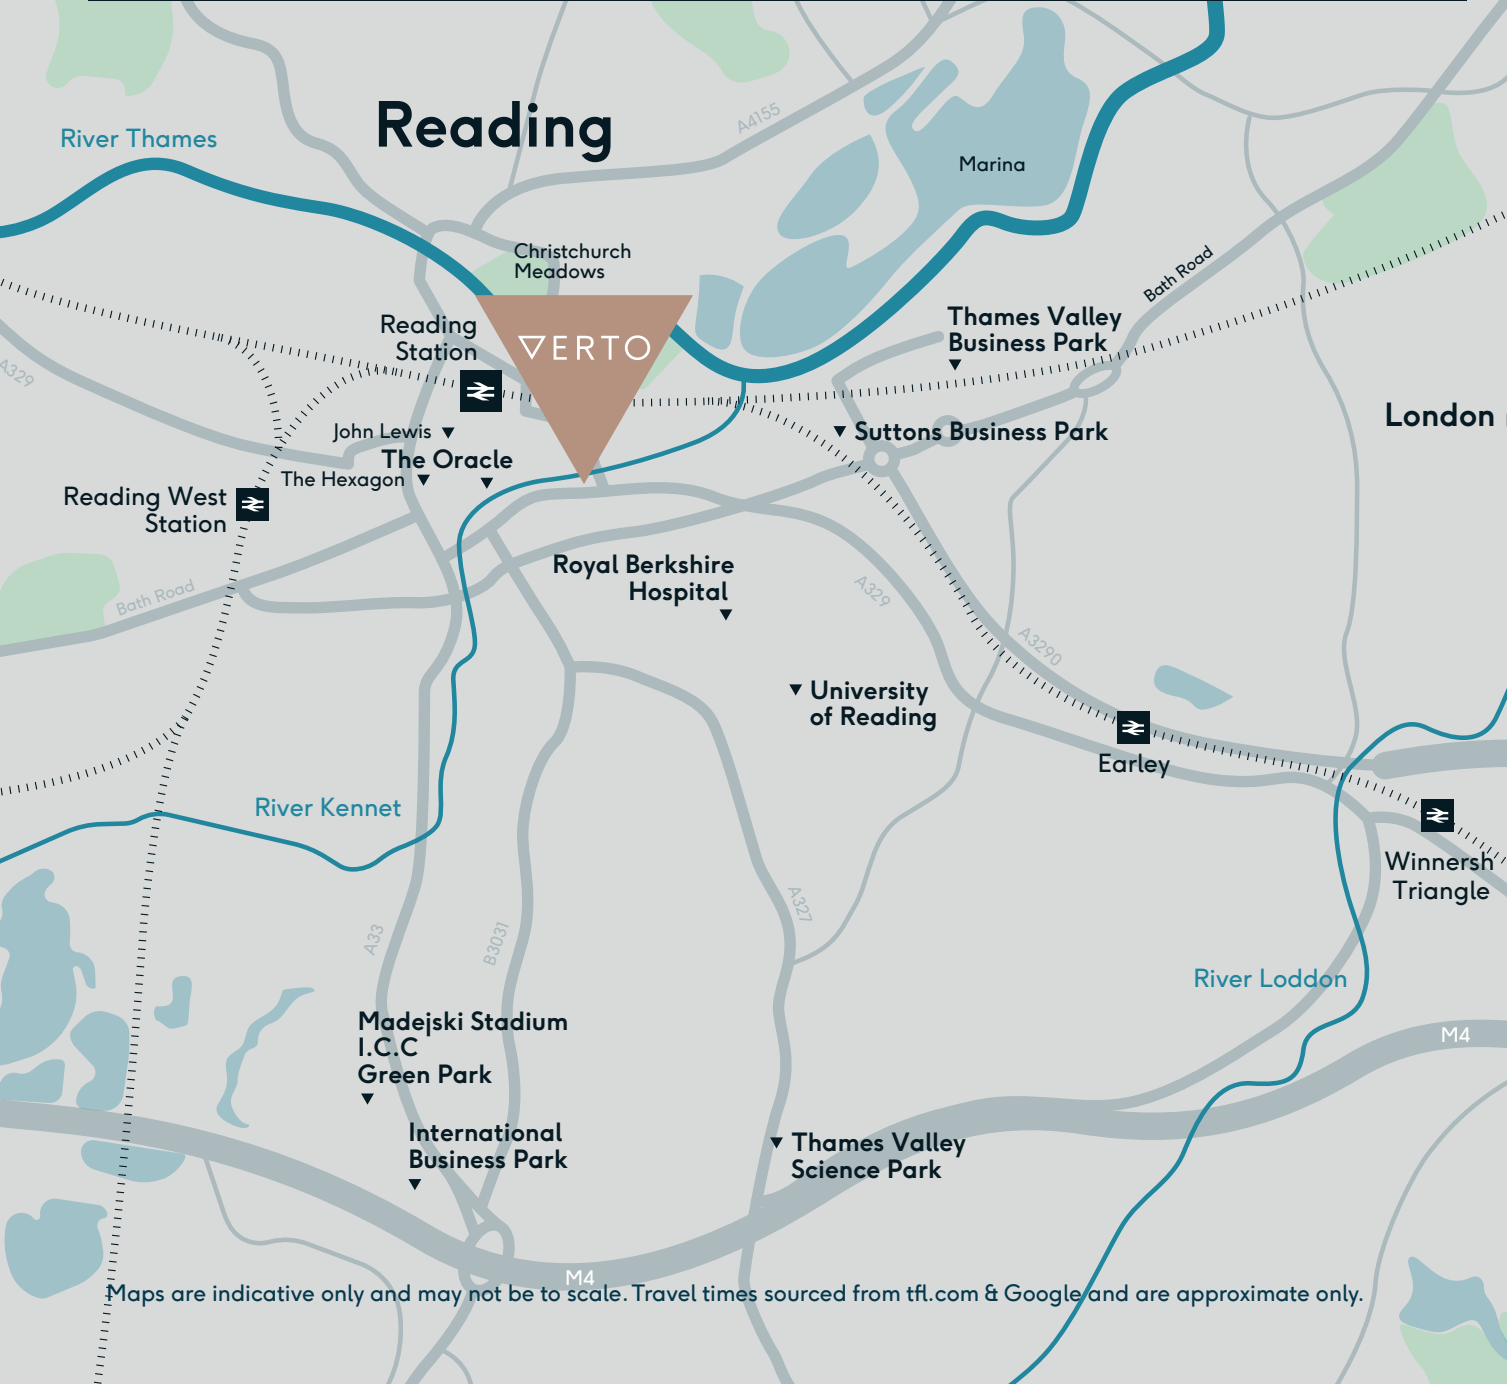 Reading
River Thames
A4155
Marina
Christchurch
Meadows
Bath Road
Reading
Station
VERTO
Thames Valley
Business Park
A329
London
John Lewis
Suttons Business Park
The Oracle
The Hexagon
Reading West
Station
Royal Berkshire
Hospital
Bath Road
A329
A3290
University
of Reading
Earley
River Kennet
Winnersh
Triangle
A327
A33
B3031
River Loddon
Madejski Stadium
I.C.C
Green Park
M4
International
Business Park
Thames Valley
Science Park
M4
Maps are indicative only and may not be to scale. Travel times sourced from tfl.com & Google and are approximate only.